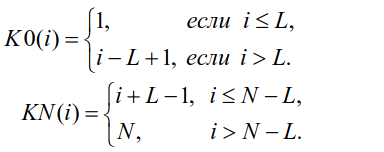 K0(i) = { 1, если i ≤ L,
i − L + 1, если i > L.
KN(i) = { i + L − 1, i ≤ N − L,
N, i > N − L.